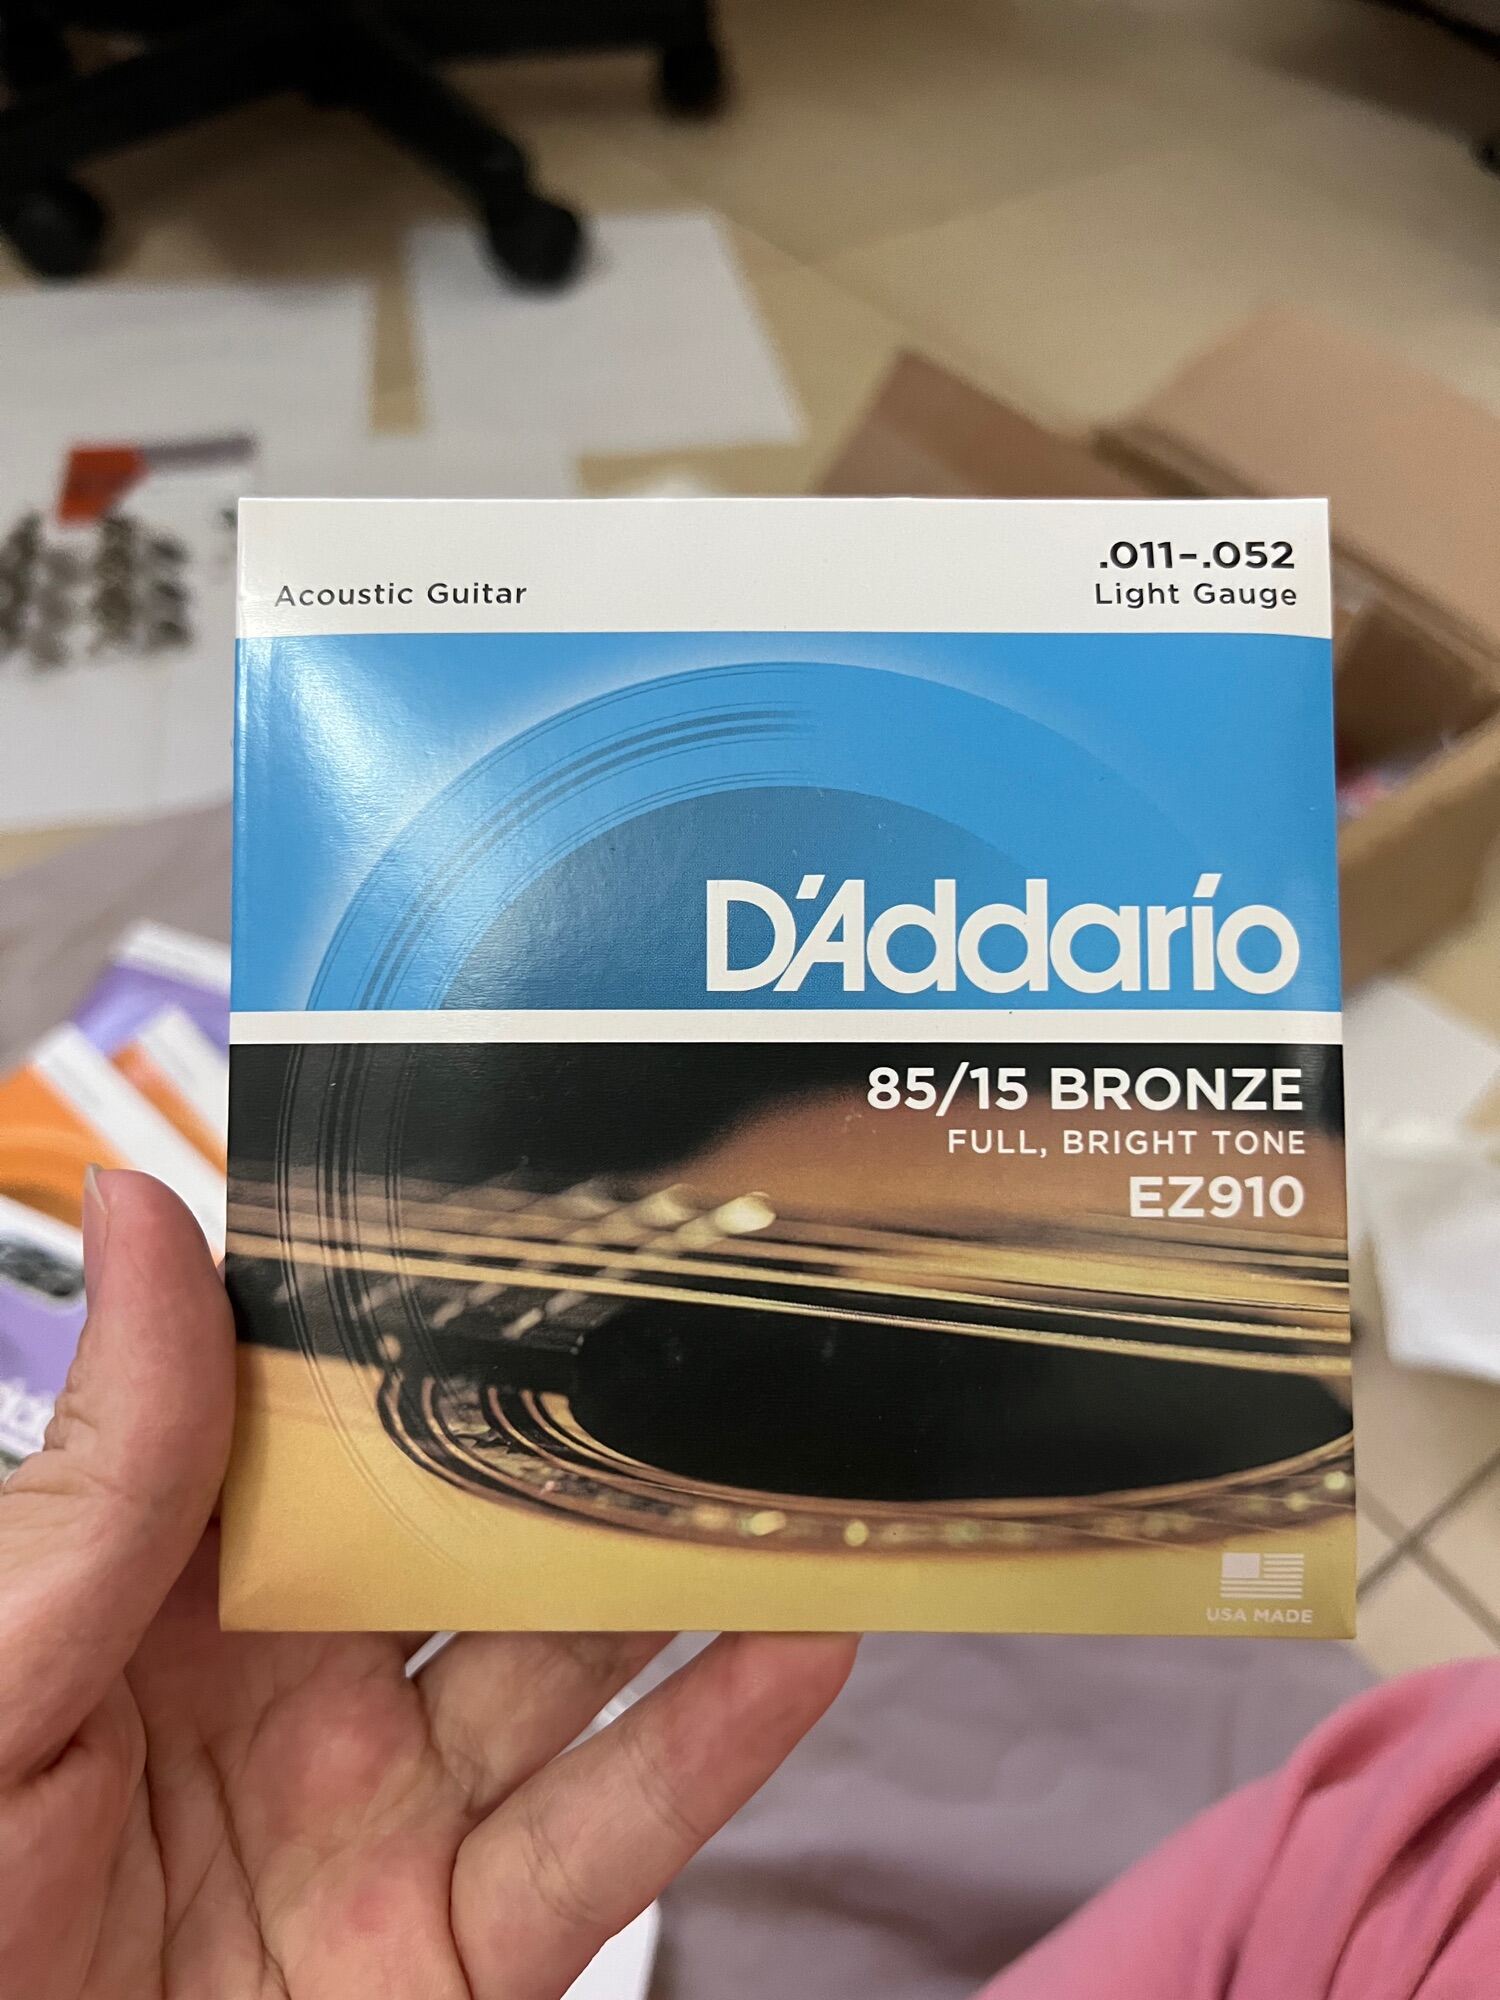 .011–.052
Acoustic Guitar
Light Gauge
D'Addario
85/15 BRONZE
FULL, BRIGHT TONE
EZ910
USA MADE